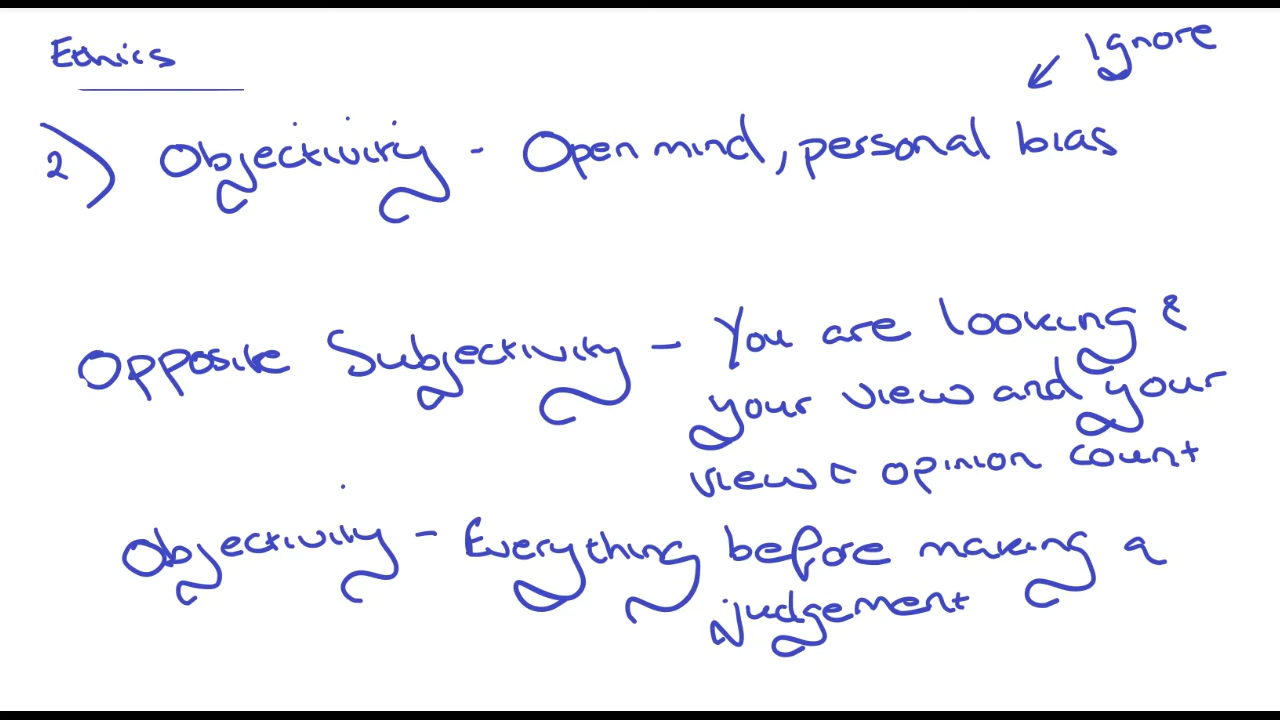 Ethics
Ignore
2) Objectivity - Open mind, personal bias
Opposite Subjectivity - You are looking &
your view and your
view & opinion count
Objectivity - Everything before making a
judgement